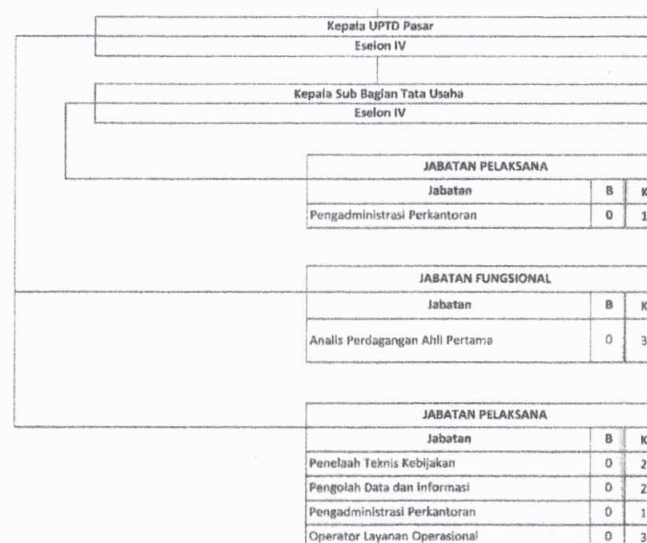 Kepala UPTD Pasar
Eselon IV
Kepala Sub Bagian Tata Usaha
Eselon IV
JABATAN PELAKSANA
Jabatan B K
Pengadministrasi Perkantoran 0 1
JABATAN FUNGSIONAL
Jabatan B K
Analis Perdagangan Ahli Pertama 0 3
JABATAN PELAKSANA
Jabatan B K
Penelaah Teknis Kebijakan 0 2
Pengolah Data dan Informasi 0 2
Pengadministrasi Perkantoran 0 1
Operator Layanan Operasional 0 3